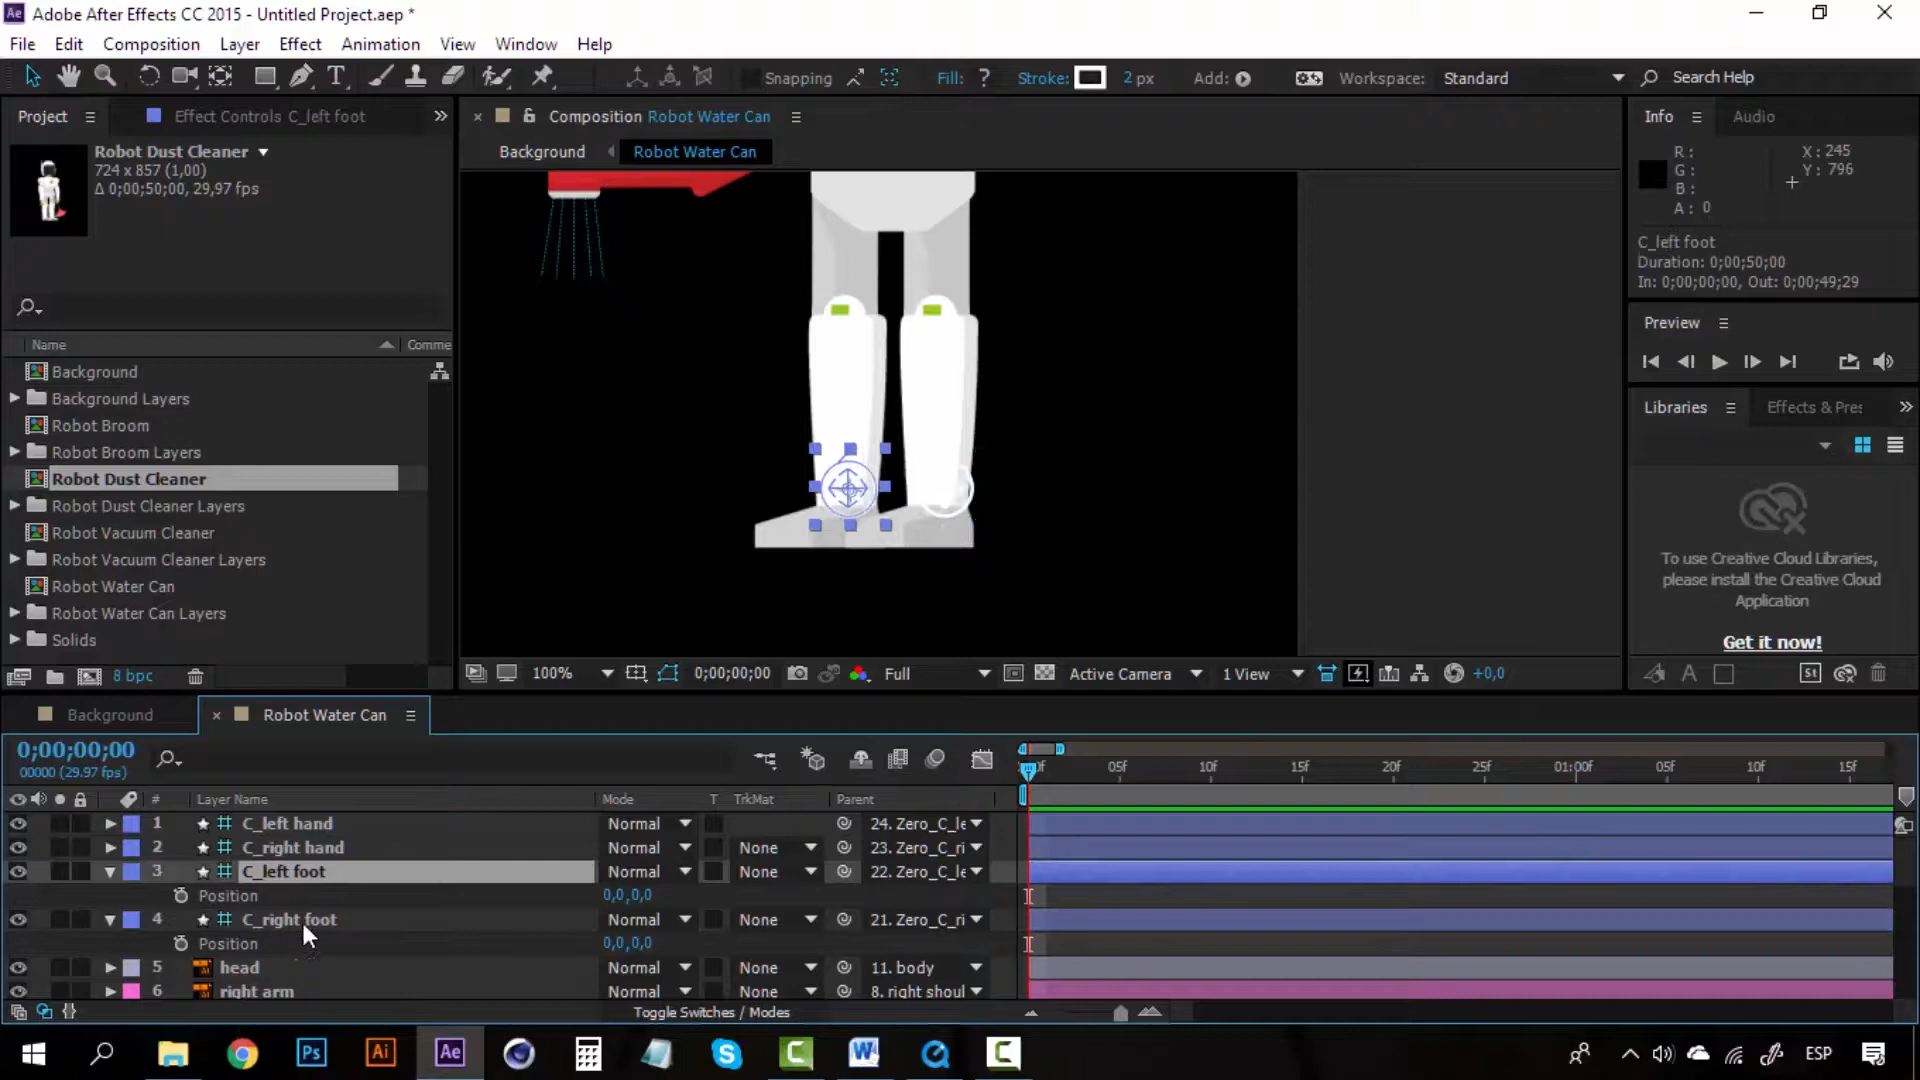 Adobe After Effects CC 2015 - Untitled Project.aep *
File Edit Composition Layer Effect Animation View Window Help
Snapping Fill: ? Stroke: 2 px Add: Workspace: Standard Search Help
Project Effect Controls C_left foot
Composition Robot Water Can
Info Audio
Robot Dust Cleaner
724 x 857 (1,00)
Δ 0;00;50;00, 29,97 fps
Background Robot Water Can
R: X: 245
G: Y: 796
B:
A: 0
C_left foot
Duration: 0;00;50;00
In: 0;00;00;00, Out: 0;00;49;29
Preview
Name Comme
Background
Background Layers
Robot Broom
Robot Broom Layers
Robot Dust Cleaner
Robot Dust Cleaner Layers
Robot Vacuum Cleaner
Robot Vacuum Cleaner Layers
Robot Water Can
Robot Water Can Layers
Solids
8 bpc
Libraries Effects & Pres
To use Creative Cloud Libraries,
please install the Creative Cloud
Application
Get it now!
St
100% 0;00;00;00 Full Active Camera 1 View +0,0
Background Robot Water Can
0;00;00;00
00000 (29.97 fps)
05f 10f 15f 20f 25f 01:00f 05f 10f 15f
# Layer Name Mode T TrkMat Parent
1 C_left hand Normal 24. Zero_C_le
2 C_right hand Normal None 23. Zero_C_ri
3 C_left foot Normal None 22. Zero_C_le
Position 0,0,0,0
4 C_right foot Normal None 21. Zero_C_ri
Position 0,0,0,0
5 head Normal None 11. body
6 right arm Normal None 8. right shoul
Toggle Switches / Modes
Ps Ai Ae ESP